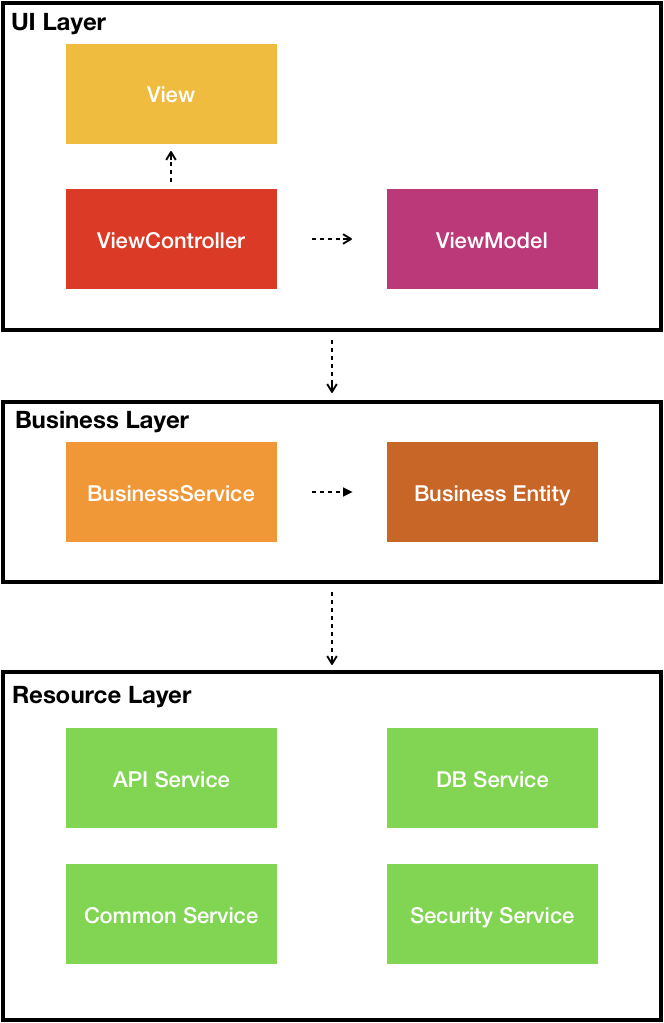 UI Layer
View
ViewController
ViewModel
Business Layer
BusinessService
Business Entity
Resource Layer
API Service
DB Service
Common Service
Security Service